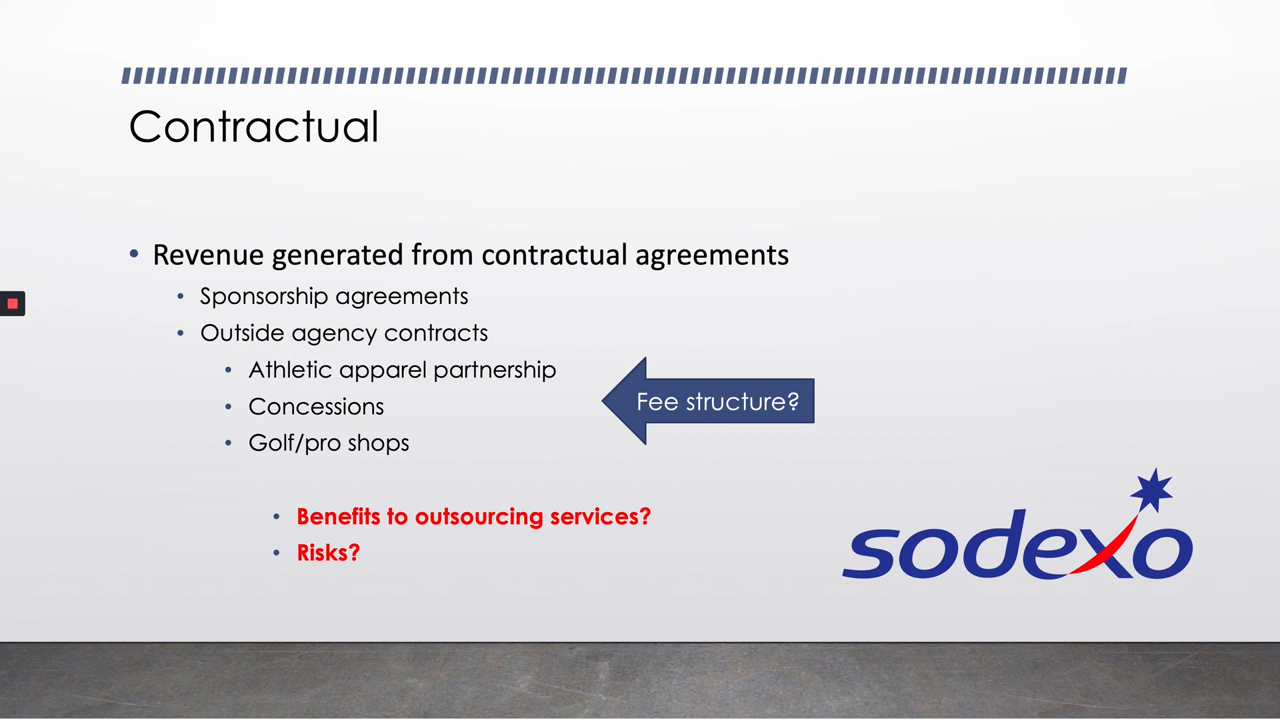 Contractual
Revenue generated from contractual agreements
Sponsorship agreements
Outside agency contracts
Athletic apparel partnership
Concessions
Golf/pro shops
Fee structure?
Benefits to outsourcing services?
Risks?
sodexo